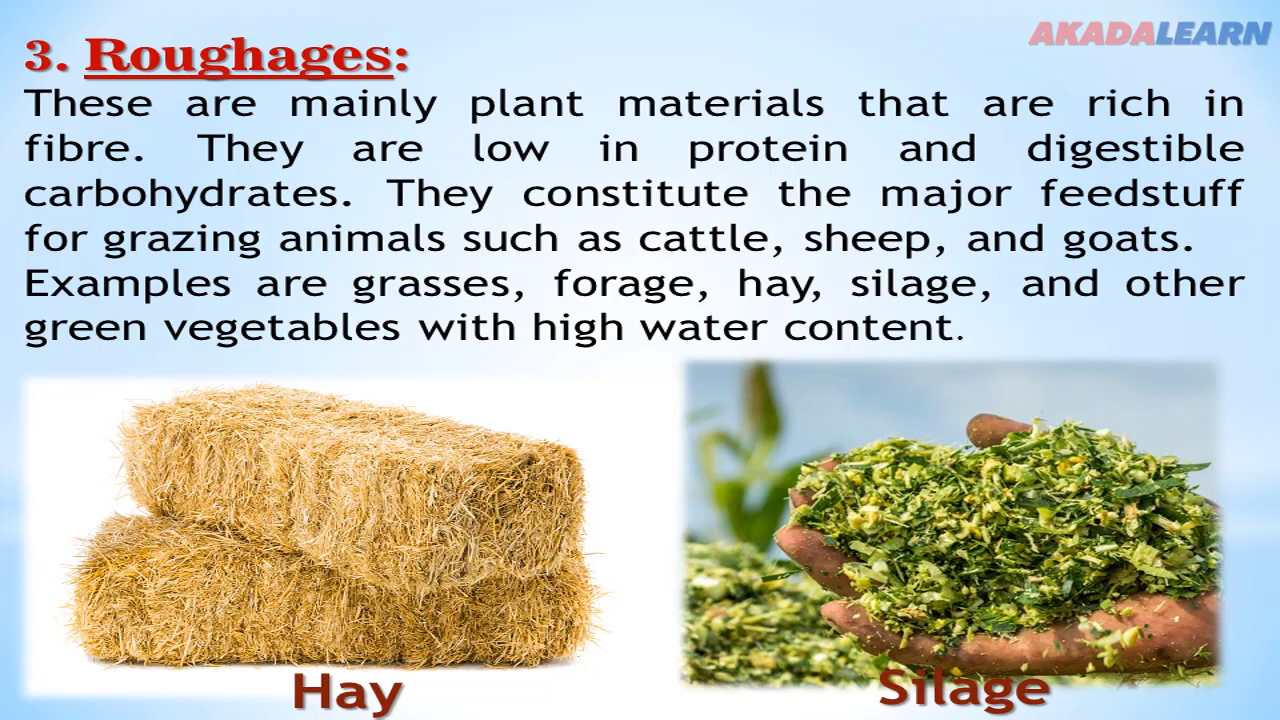 AKADALEARN
3. Roughages:
These are mainly plant materials that are rich in
fibre. They are low in protein and digestible
carbohydrates. They constitute the major feedstuff
for grazing animals such as cattle, sheep, and goats.
Examples are grasses, forage, hay, silage, and other
green vegetables with high water content.
Hay
Silage